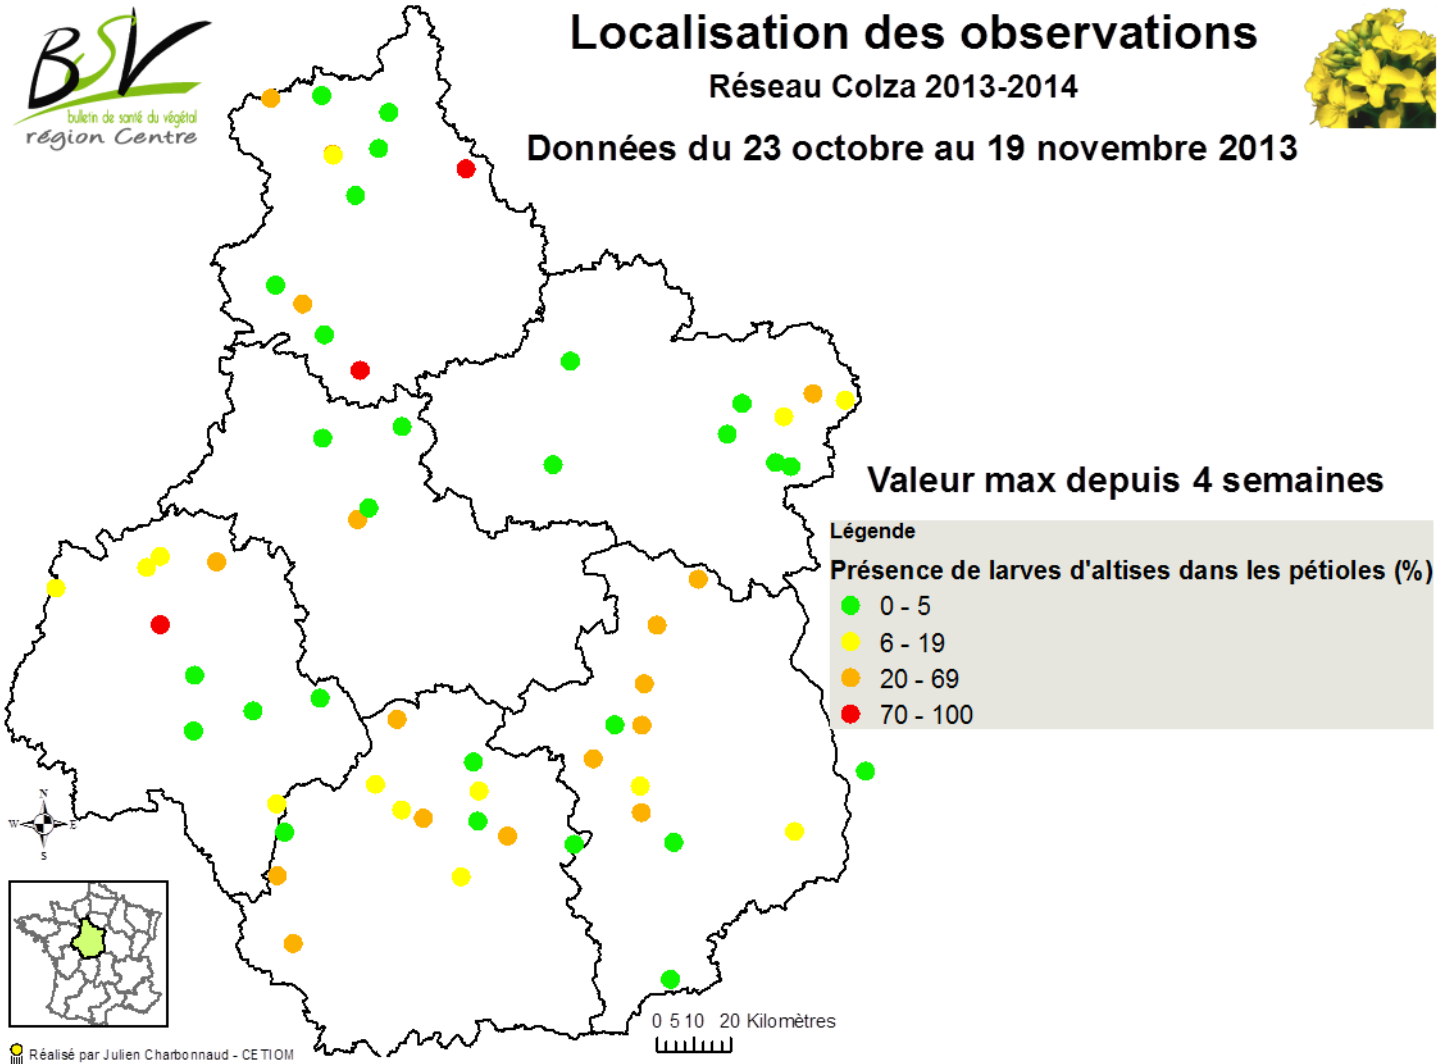 BSV
bulletin de santé du végétal
région Centre
Localisation des observations
Réseau Colza 2013-2014
Données du 23 octobre au 19 novembre 2013
Valeur max depuis 4 semaines
Légende
Présence de larves d'altises dans les pétioles (%)
0 - 5
6 - 19
20 - 69
70 - 100
N
W E
S
0 5 10 20 Kilomètres
Réalisé par Julien Charbonnaud - CETIOM